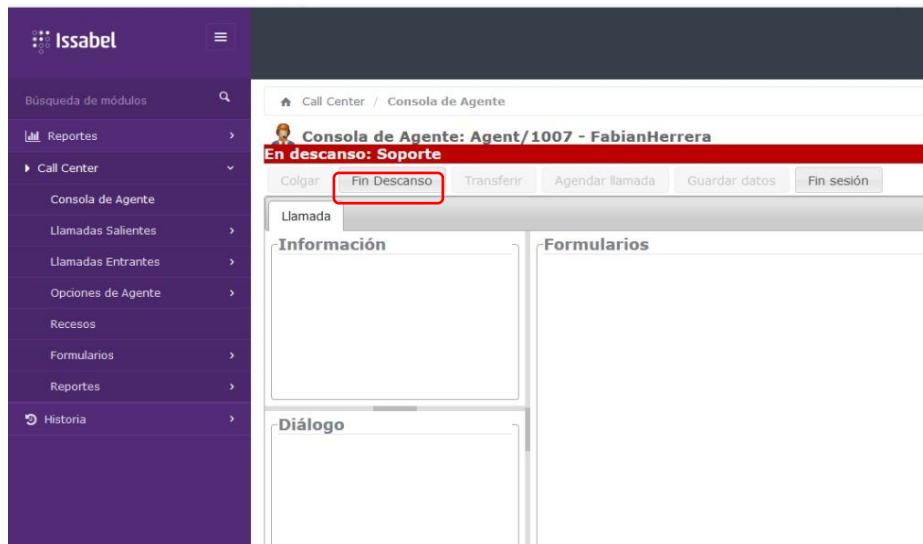 Issabel
Búsqueda de módulos
Reportes
Call Center
Consola de Agente
Llamadas Salientes
Llamadas Entrantes
Opciones de Agente
Recesos
Formularios
Reportes
Historia
Call Center / Consola de Agente
Consola de Agente: Agent/1007 - FabianHerrera
En descanso: Soporte
Colgar Fin Descanso Transferir Agendar llamada Guardar datos Fin sesión
Llamada
Información Formularios
Diálogo